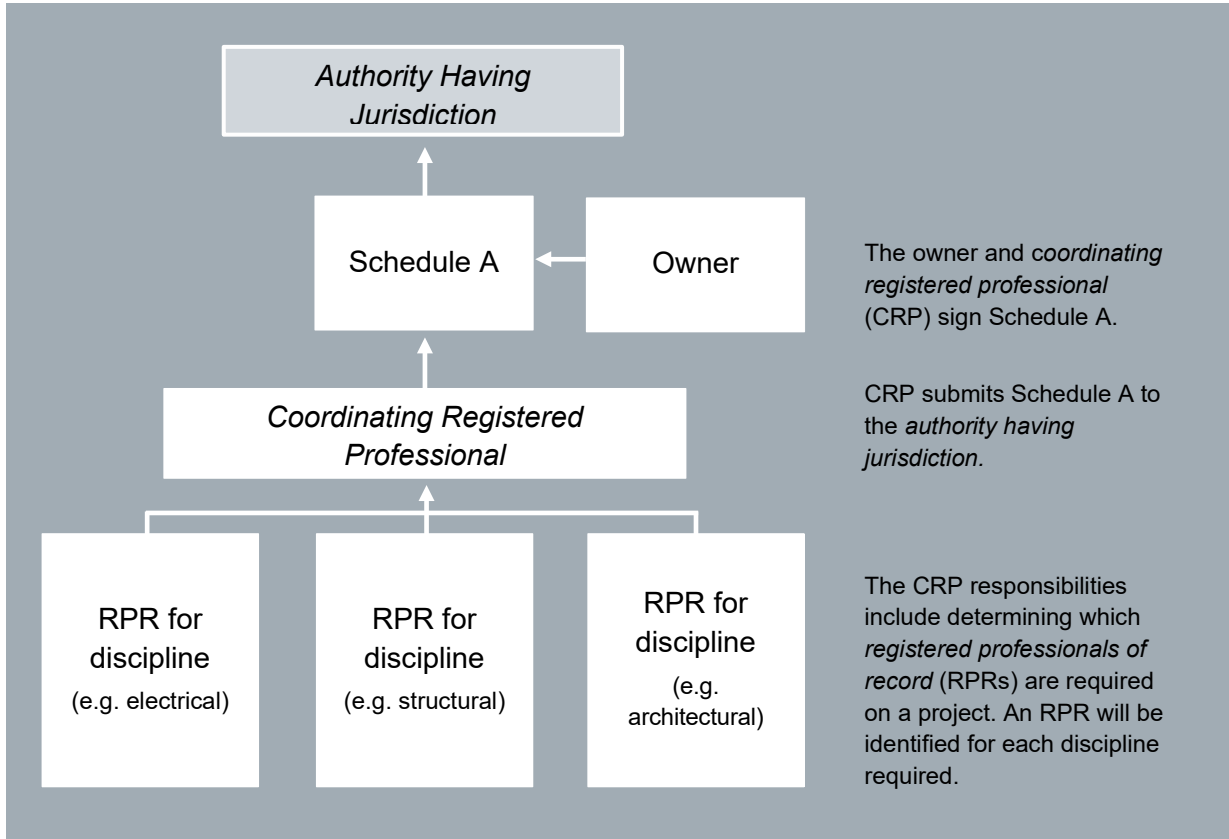 Authority Having
Jurisdiction
Schedule A
Owner
The owner and coordinating
registered professional
(CRP) sign Schedule A.
Coordinating Registered
Professional
CRP submits Schedule A to
the authority having
jurisdiction.
RPR for
discipline
(e.g. electrical)
RPR for
discipline
(e.g. structural)
RPR for
discipline
(e.g.
architectural)
The CRP responsibilities
include determining which
registered professionals of
record (RPRs) are required
on a project. An RPR will be
identified for each discipline
required.